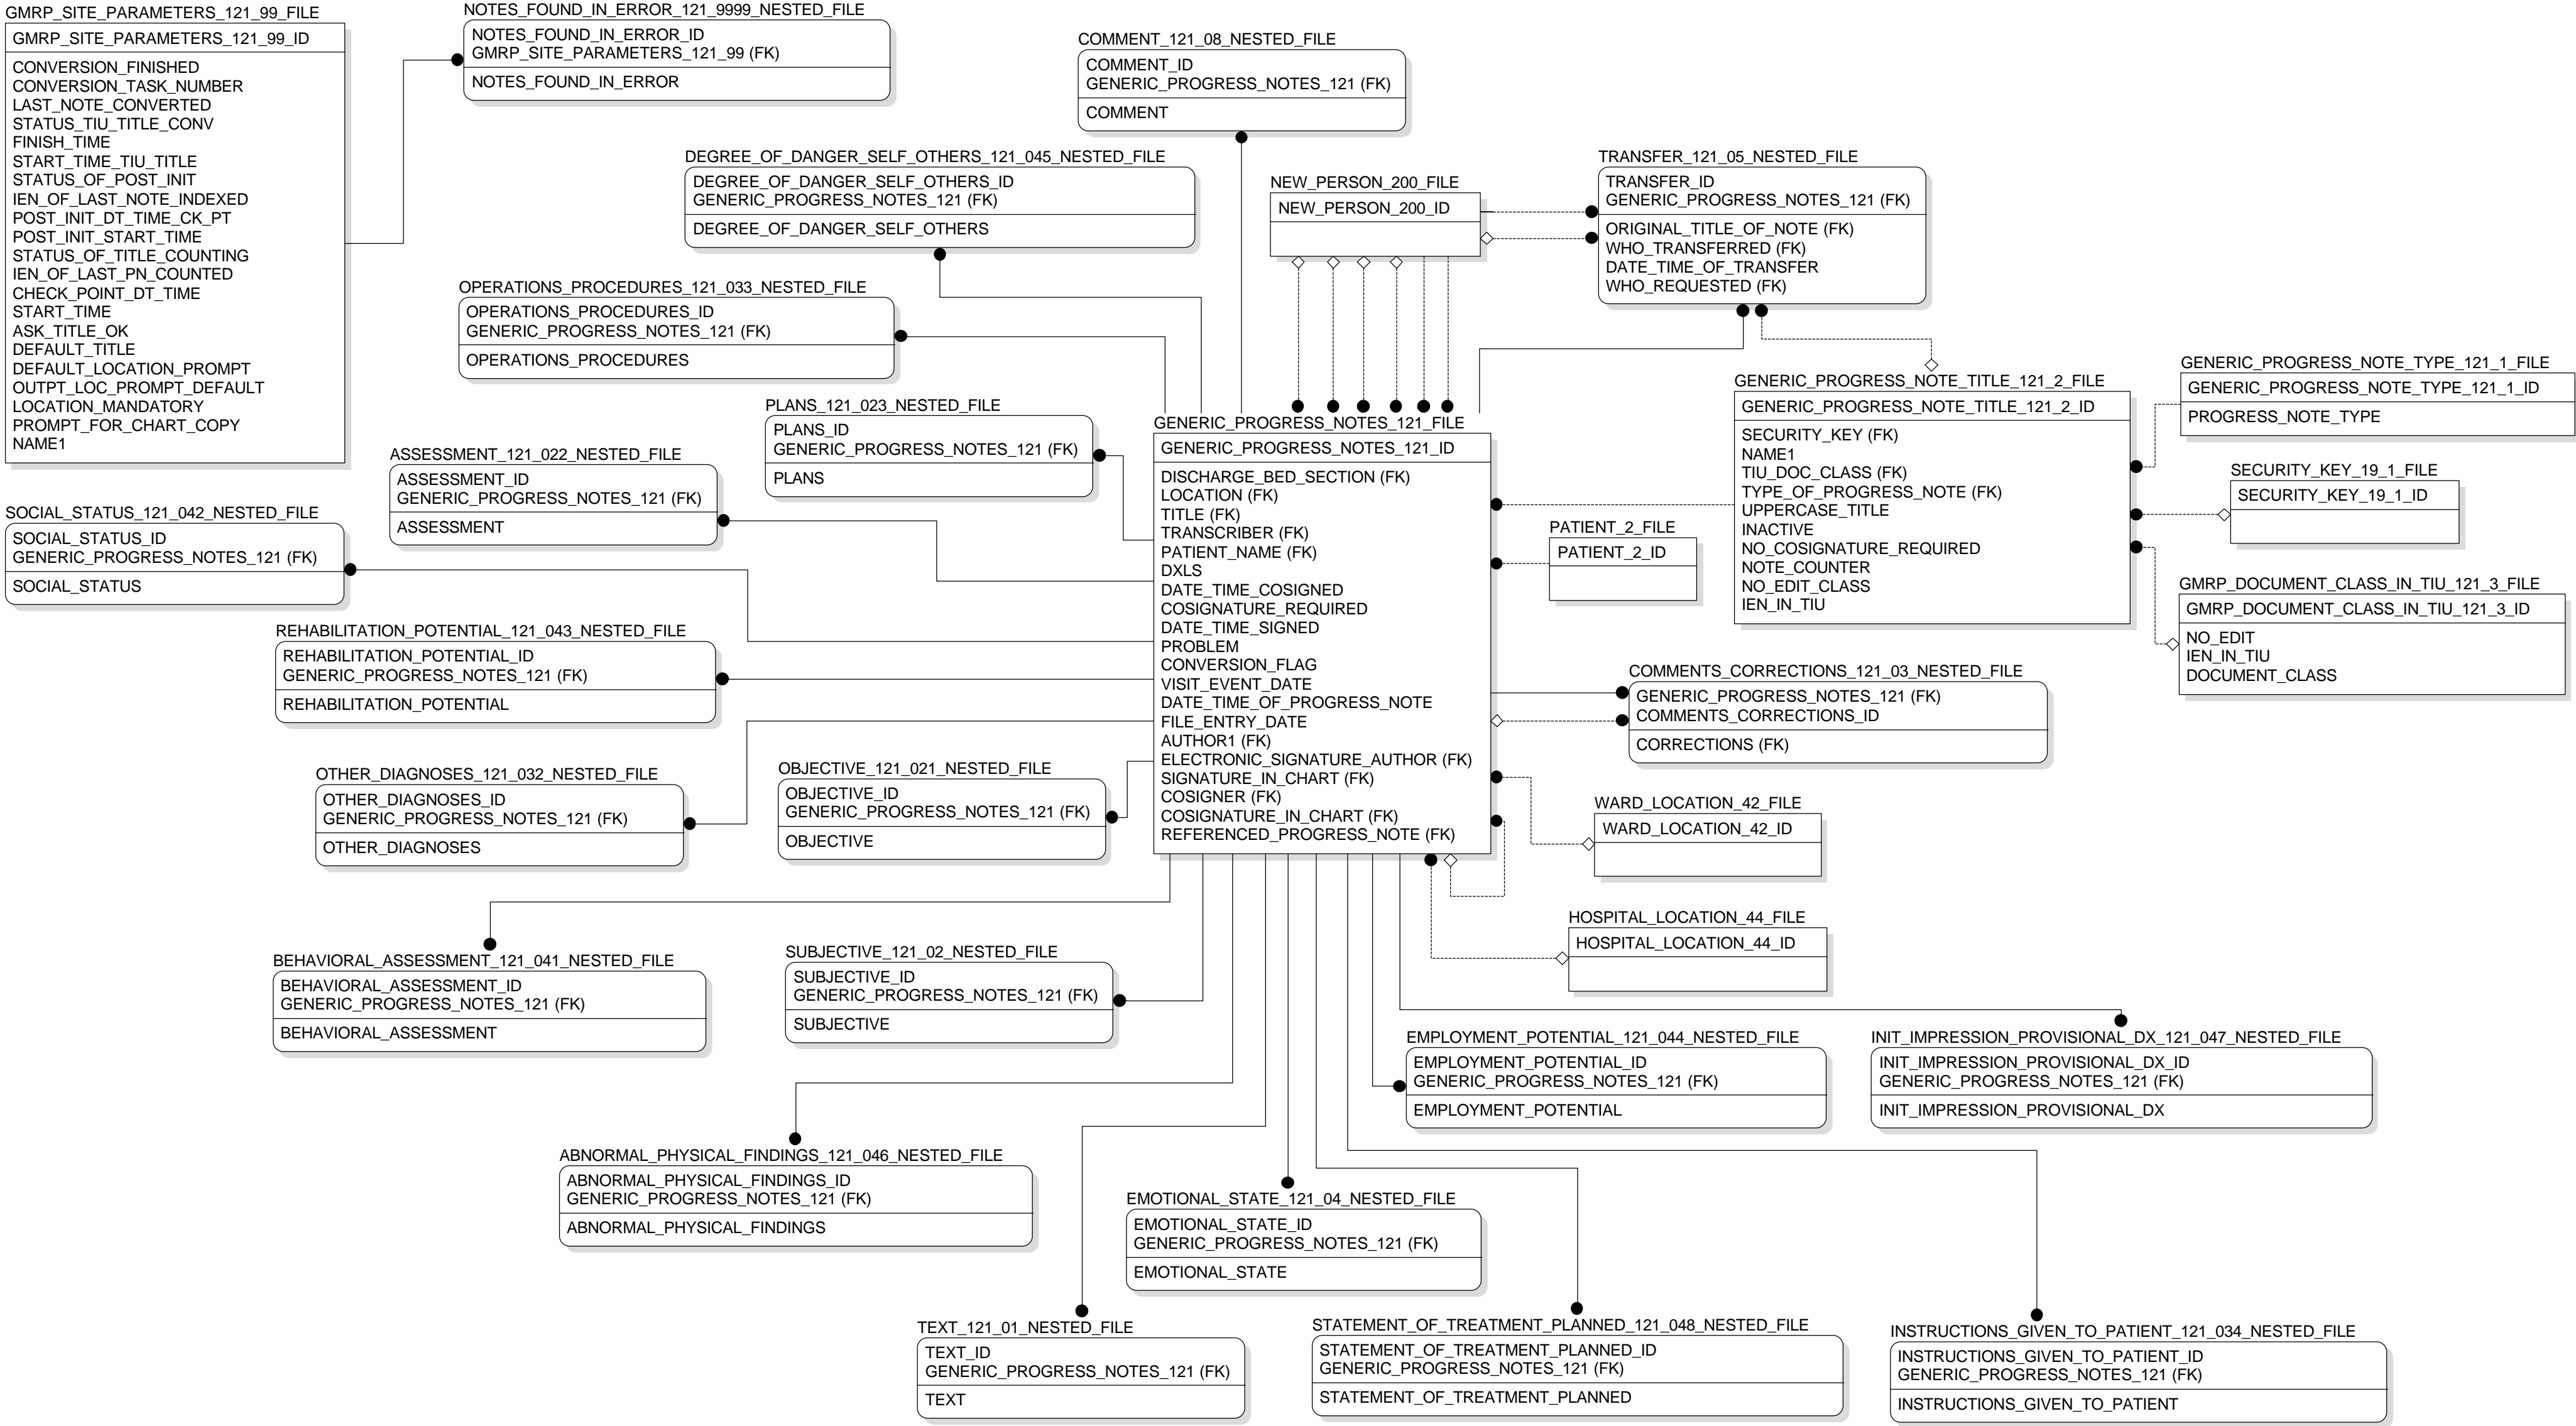 GMRP_SITE_PARAMETERS_121_99_FILE
GMRP_SITE_PARAMETERS_121_99_ID
CONVERSION_FINISHED
CONVERSION_TASK_NUMBER
LAST_NOTE_CONVERTED
STATUS_TIU_TITLE_CONV
FINISH_TIME
START_TIME_TIU_TITLE
STATUS_OF_POST_INIT
IEN_OF_LAST_NOTE_INDEXED
POST_INIT_DT_TIME_CK_PT
POST_INIT_START_TIME
STATUS_OF_TITLE_COUNTING
IEN_OF_LAST_PN_COUNTED
CHECK_POINT_DT_TIME
START_TIME
ASK_TITLE_OK
DEFAULT_TITLE
DEFAULT_LOCATION_PROMPT
OUTPT_LOC_PROMPT_DEFAULT
LOCATION_MANDATORY
PROMPT_FOR_CHART_COPY
NAME1
NOTES_FOUND_IN_ERROR_121_9999_NESTED_FILE
NOTES_FOUND_IN_ERROR_ID
GMRP_SITE_PARAMETERS_121_99 (FK)
NOTES_FOUND_IN_ERROR
COMMENT_121_08_NESTED_FILE
COMMENT_ID
GENERIC_PROGRESS_NOTES_121 (FK)
COMMENT
DEGREE_OF_DANGER_SELF_OTHERS_121_045_NESTED_FILE
DEGREE_OF_DANGER_SELF_OTHERS_ID
GENERIC_PROGRESS_NOTES_121 (FK)
DEGREE_OF_DANGER_SELF_OTHERS
NEW_PERSON_200_FILE
NEW_PERSON_200_ID
TRANSFER_121_05_NESTED_FILE
TRANSFER_ID
GENERIC_PROGRESS_NOTES_121 (FK)
ORIGINAL_TITLE_OF_NOTE (FK)
WHO_TRANSFERRED (FK)
DATE_TIME_OF_TRANSFER
WHO_REQUESTED (FK)
OPERATIONS_PROCEDURES_121_033_NESTED_FILE
OPERATIONS_PROCEDURES_ID
GENERIC_PROGRESS_NOTES_121 (FK)
OPERATIONS_PROCEDURES
PLANS_121_023_NESTED_FILE
PLANS_ID
GENERIC_PROGRESS_NOTES_121 (FK)
PLANS
ASSESSMENT_121_022_NESTED_FILE
ASSESSMENT_ID
GENERIC_PROGRESS_NOTES_121 (FK)
ASSESSMENT
SOCIAL_STATUS_121_042_NESTED_FILE
SOCIAL_STATUS_ID
GENERIC_PROGRESS_NOTES_121 (FK)
SOCIAL_STATUS
GENERIC_PROGRESS_NOTES_121_FILE
GENERIC_PROGRESS_NOTES_121_ID
DISCHARGE_BED_SECTION (FK)
LOCATION (FK)
TITLE (FK)
TRANSCRIBER (FK)
PATIENT_NAME (FK)
DXLS
DATE_TIME_COSIGNED
COSIGNATURE_REQUIRED
DATE_TIME_SIGNED
PROBLEM
CONVERSION_FLAG
VISIT_EVENT_DATE
DATE_TIME_OF_PROGRESS_NOTE
FILE_ENTRY_DATE
AUTHOR1 (FK)
ELECTRONIC_SIGNATURE_AUTHOR (FK)
SIGNATURE_IN_CHART (FK)
COSIGNER (FK)
COSIGNATURE_IN_CHART (FK)
REFERENCED_PROGRESS_NOTE (FK)
GENERIC_PROGRESS_NOTE_TITLE_121_2_FILE
GENERIC_PROGRESS_NOTE_TITLE_121_2_ID
SECURITY_KEY (FK)
NAME1
TIU_DOC_CLASS (FK)
TYPE_OF_PROGRESS_NOTE (FK)
UPPERCASE_TITLE
INACTIVE
NO_COSIGNATURE_REQUIRED
NOTE_COUNTER
NO_EDIT_CLASS
IEN_IN_TIU
GENERIC_PROGRESS_NOTE_TYPE_121_1_FILE
GENERIC_PROGRESS_NOTE_TYPE_121_1_ID
PROGRESS_NOTE_TYPE
SECURITY_KEY_19_1_FILE
SECURITY_KEY_19_1_ID
PATIENT_2_FILE
PATIENT_2_ID
GMRP_DOCUMENT_CLASS_IN_TIU_121_3_FILE
GMRP_DOCUMENT_CLASS_IN_TIU_121_3_ID
NO_EDIT
IEN_IN_TIU
DOCUMENT_CLASS
REHABILITATION_POTENTIAL_121_043_NESTED_FILE
REHABILITATION_POTENTIAL_ID
GENERIC_PROGRESS_NOTES_121 (FK)
REHABILITATION_POTENTIAL
COMMENTS_CORRECTIONS_121_03_NESTED_FILE
GENERIC_PROGRESS_NOTES_121 (FK)
COMMENTS_CORRECTIONS_ID
CORRECTIONS (FK)
OTHER_DIAGNOSES_121_032_NESTED_FILE
OTHER_DIAGNOSES_ID
GENERIC_PROGRESS_NOTES_121 (FK)
OTHER_DIAGNOSES
OBJECTIVE_121_021_NESTED_FILE
OBJECTIVE_ID
GENERIC_PROGRESS_NOTES_121 (FK)
OBJECTIVE
WARD_LOCATION_42_FILE
WARD_LOCATION_42_ID
HOSPITAL_LOCATION_44_FILE
HOSPITAL_LOCATION_44_ID
BEHAVIORAL_ASSESSMENT_121_041_NESTED_FILE
BEHAVIORAL_ASSESSMENT_ID
GENERIC_PROGRESS_NOTES_121 (FK)
BEHAVIORAL_ASSESSMENT
SUBJECTIVE_121_02_NESTED_FILE
SUBJECTIVE_ID
GENERIC_PROGRESS_NOTES_121 (FK)
SUBJECTIVE
EMPLOYMENT_POTENTIAL_121_044_NESTED_FILE
EMPLOYMENT_POTENTIAL_ID
GENERIC_PROGRESS_NOTES_121 (FK)
EMPLOYMENT_POTENTIAL
INIT_IMPRESSION_PROVISIONAL_DX_121_047_NESTED_FILE
INIT_IMPRESSION_PROVISIONAL_DX_ID
GENERIC_PROGRESS_NOTES_121 (FK)
INIT_IMPRESSION_PROVISIONAL_DX
ABNORMAL_PHYSICAL_FINDINGS_121_046_NESTED_FILE
ABNORMAL_PHYSICAL_FINDINGS_ID
GENERIC_PROGRESS_NOTES_121 (FK)
ABNORMAL_PHYSICAL_FINDINGS
EMOTIONAL_STATE_121_04_NESTED_FILE
EMOTIONAL_STATE_ID
GENERIC_PROGRESS_NOTES_121 (FK)
EMOTIONAL_STATE
TEXT_121_01_NESTED_FILE
TEXT_ID
GENERIC_PROGRESS_NOTES_121 (FK)
TEXT
STATEMENT_OF_TREATMENT_PLANNED_121_048_NESTED_FILE
STATEMENT_OF_TREATMENT_PLANNED_ID
GENERIC_PROGRESS_NOTES_121 (FK)
STATEMENT_OF_TREATMENT_PLANNED
INSTRUCTIONS_GIVEN_TO_PATIENT_121_034_NESTED_FILE
INSTRUCTIONS_GIVEN_TO_PATIENT_ID
GENERIC_PROGRESS_NOTES_121 (FK)
INSTRUCTIONS_GIVEN_TO_PATIENT